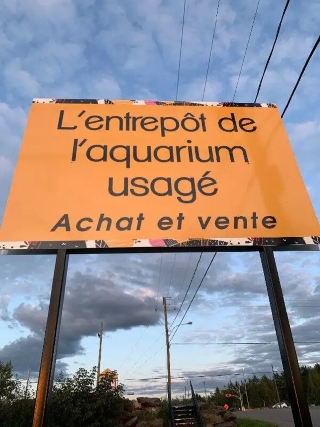 L'entrepôt de
l'aquarium
usagé
Achat et vente